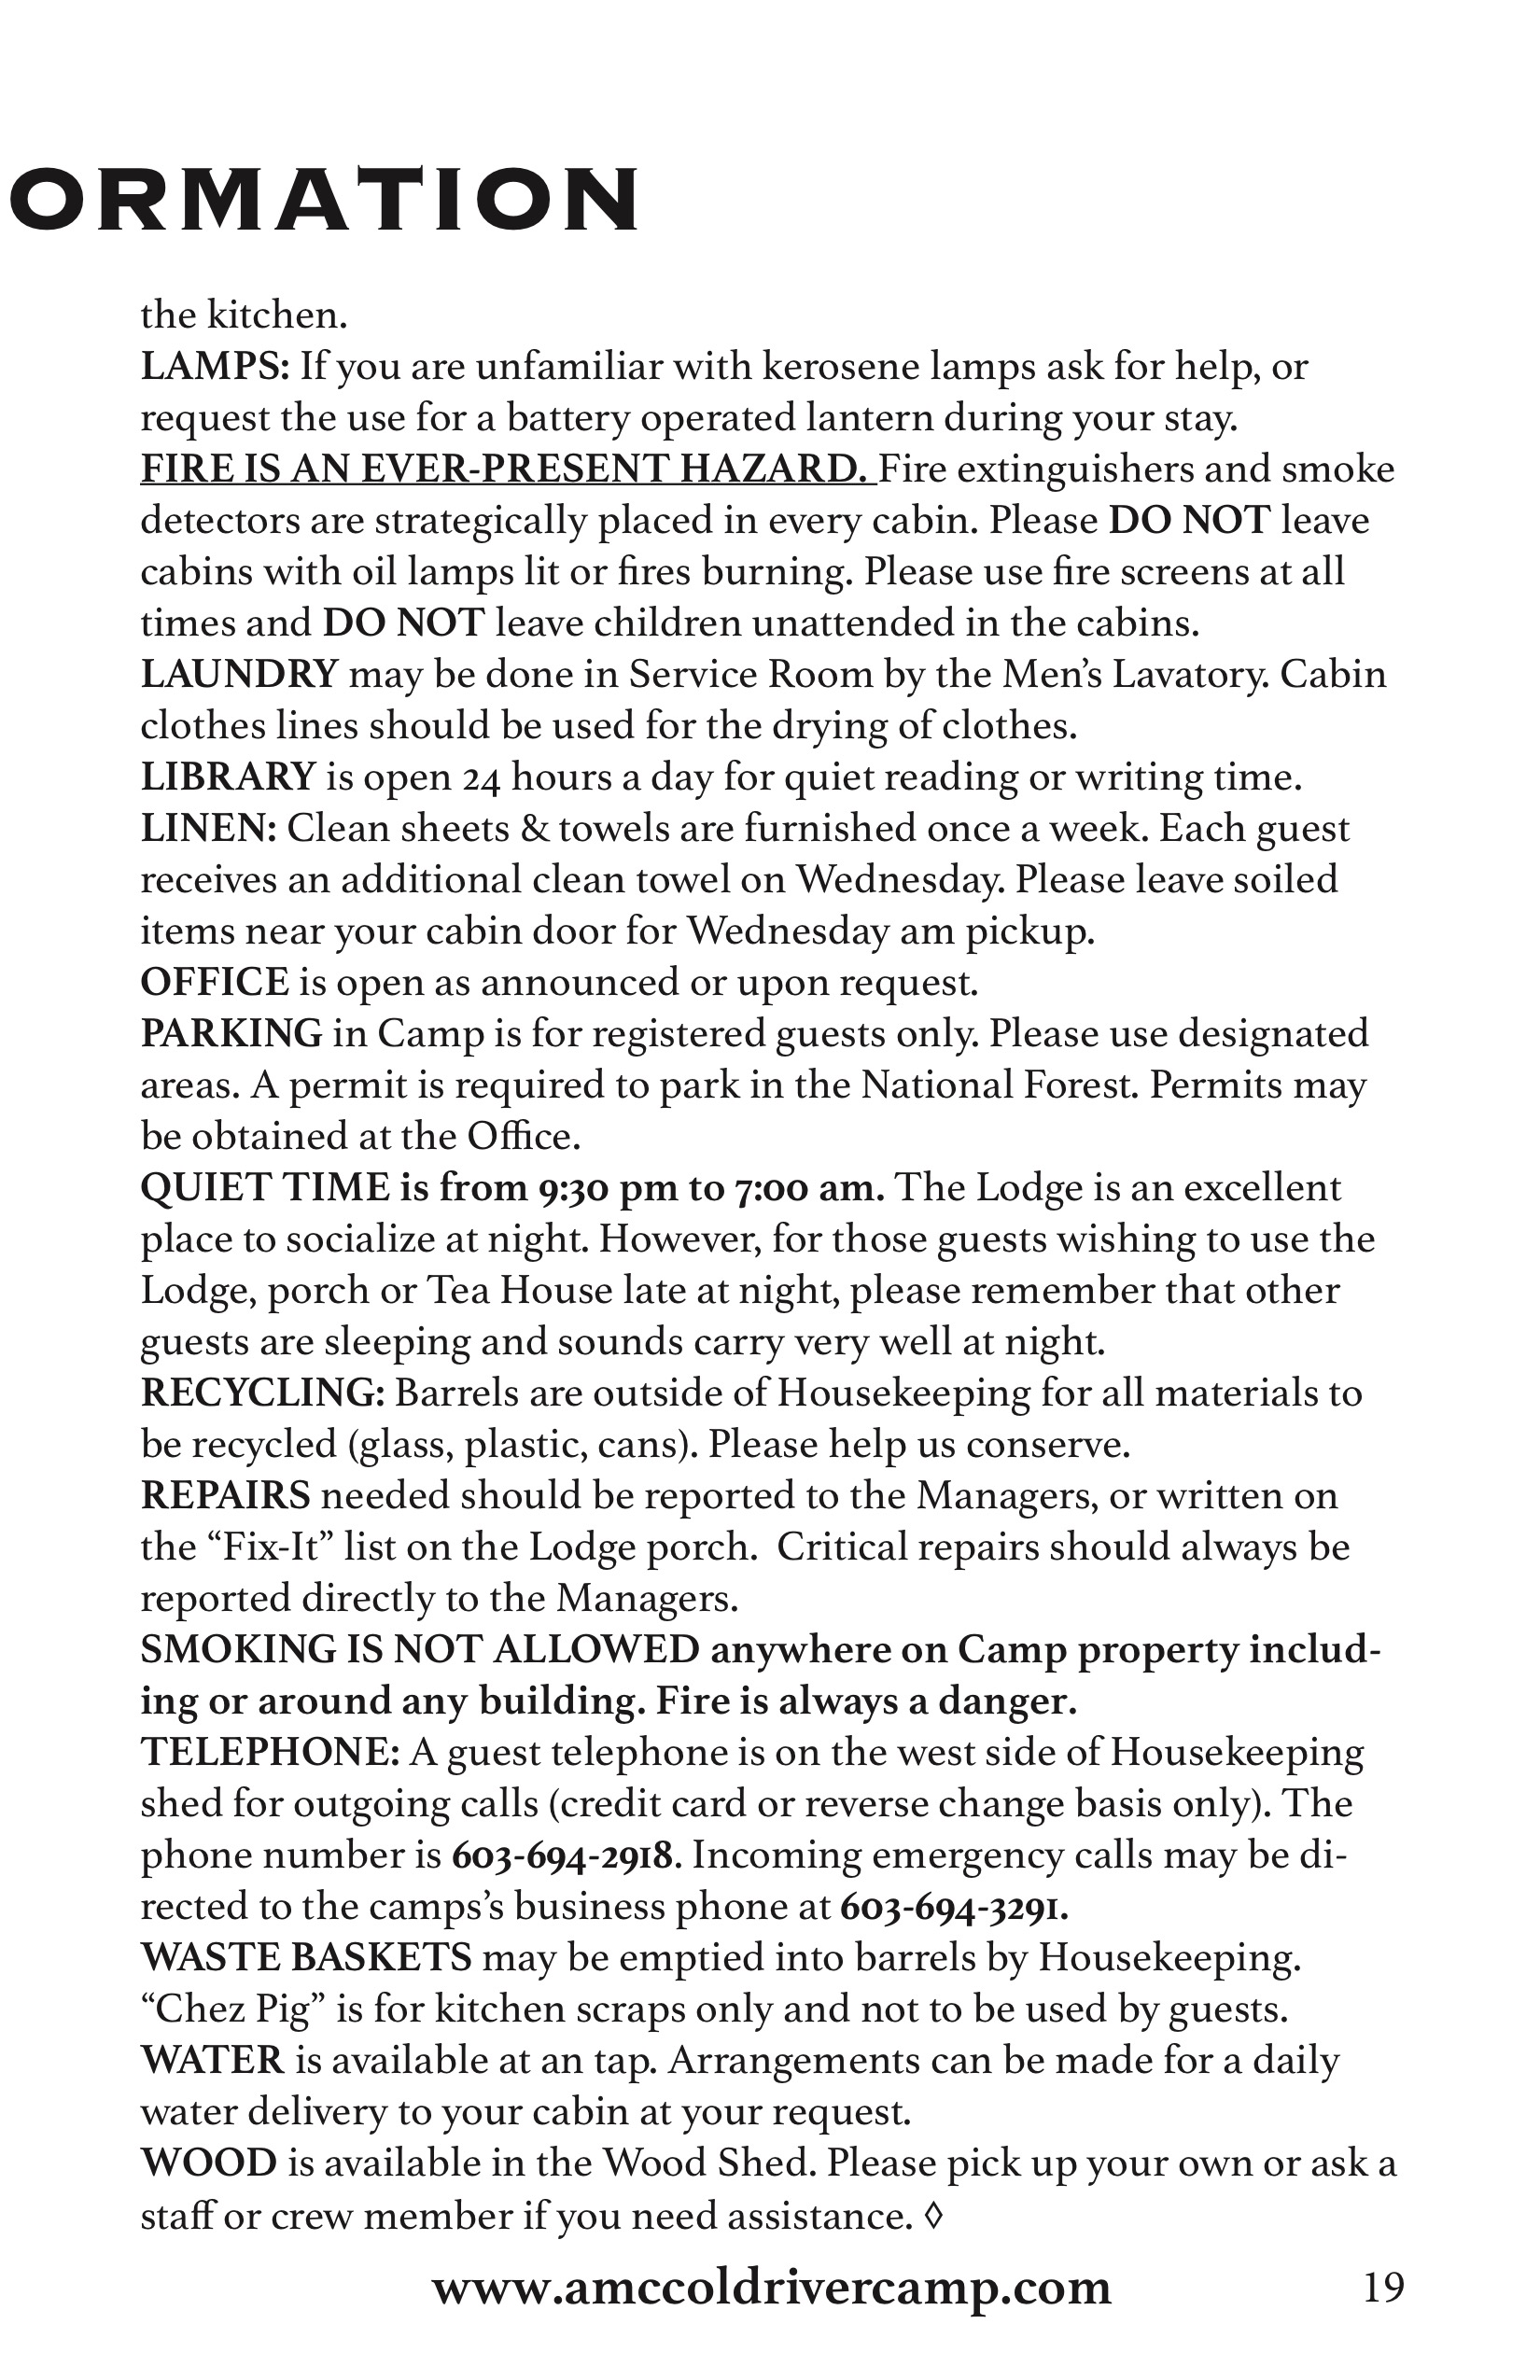 ORMATION
the kitchen.
LAMPS: If you are unfamiliar with kerosene lamps ask for help, or
request the use for a battery operated lantern during your stay.
FIRE IS AN EVER-PRESENT HAZARD. Fire extinguishers and smoke
detectors are strategically placed in every cabin. Please DO NOT leave
cabins with oil lamps lit or fires burning. Please use fire screens at all
times and DO NOT leave children unattended in the cabins.
LAUNDRY may be done in Service Room by the Men’s Lavatory. Cabin
clothes lines should be used for the drying of clothes.
LIBRARY is open 24 hours a day for quiet reading or writing time.
LINEN: Clean sheets & towels are furnished once a week. Each guest
receives an additional clean towel on Wednesday. Please leave soiled
items near your cabin door for Wednesday am pickup.
OFFICE is open as announced or upon request.
PARKING in Camp is for registered guests only. Please use designated
areas. A permit is required to park in the National Forest. Permits may
be obtained at the Office.
QUIET TIME is from 9:30 pm to 7:00 am. The Lodge is an excellent
place to socialize at night. However, for those guests wishing to use the
Lodge, porch or Tea House late at night, please remember that other
guests are sleeping and sounds carry very well at night.
RECYCLING: Barrels are outside of Housekeeping for all materials to
be recycled (glass, plastic, cans). Please help us conserve.
REPAIRS needed should be reported to the Managers, or written on
the “Fix-It” list on the Lodge porch.  Critical repairs should always be
reported directly to the Managers.
SMOKING IS NOT ALLOWED anywhere on Camp property includ-
ing or around any building. Fire is always a danger.
TELEPHONE: A guest telephone is on the west side of Housekeeping
shed for outgoing calls (credit card or reverse change basis only). The
phone number is 603-694-2918. Incoming emergency calls may be di-
rected to the camps’s business phone at 603-694-3291.
WASTE BASKETS may be emptied into barrels by Housekeeping.
“Chez Pig” is for kitchen scraps only and not to be used by guests.
WATER is available at an tap. Arrangements can be made for a daily
water delivery to your cabin at your request.
WOOD is available in the Wood Shed. Please pick up your own or ask a
staff or crew member if you need assistance. ◊
www.amccoldrivercamp.com 19